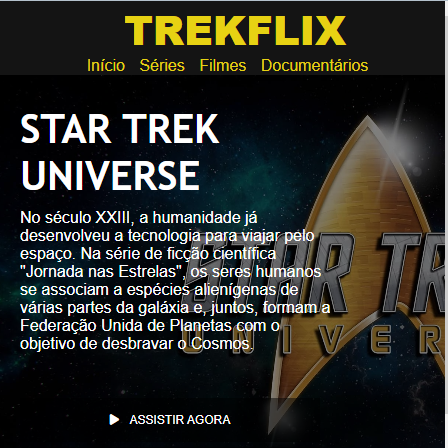 TREKFLIX
Início Séries Filmes Documentários
STAR TREK
UNIVERSE
No século XXIII, a humanidade já
desenvolveu a tecnologia para viajar pelo
espaço. Na série de ficção científica
"Jornada nas Estrelas", os seres humanos
se associam a espécies alienígenas de
várias partes da galáxia e, juntos, formam a
Federação Unida de Planetas com o
objetivo de desbravar o Cosmos.
STAR TR
UNIVER
ASSISTIR AGORA